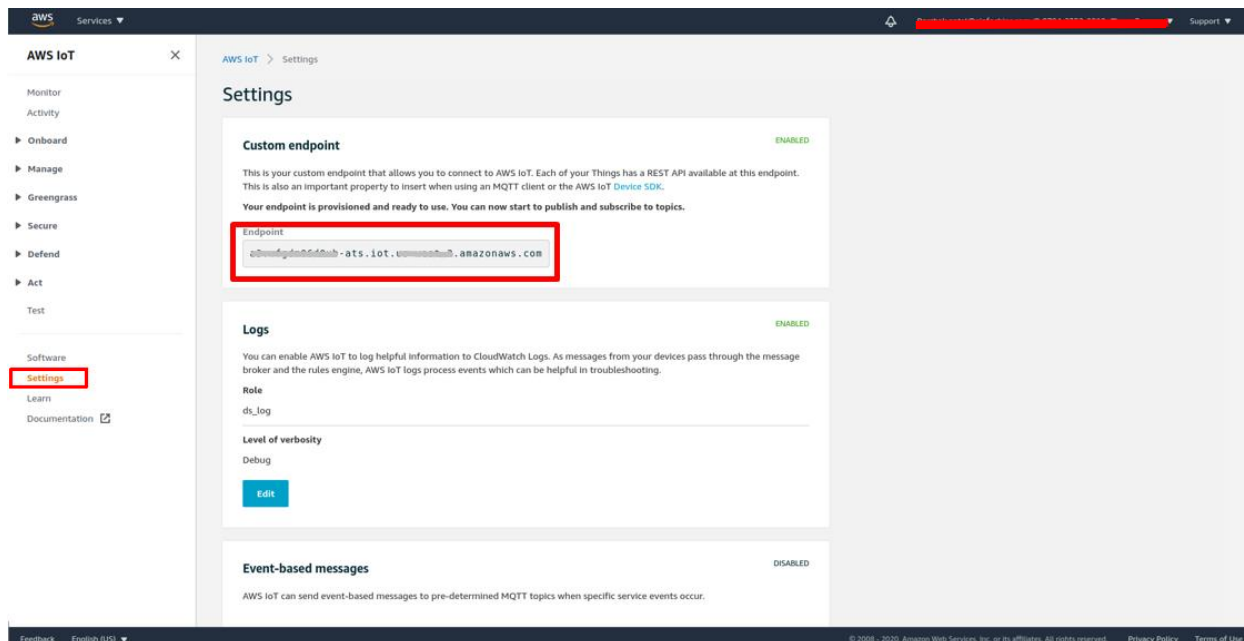 aws
Services
Support
AWS IoT
Monitor
Activity
Onboard
Manage
Greengrass
Secure
Defend
Act
Test
Software
Settings
Learn
Documentation
AWS IoT > Settings
Settings
Custom endpoint
ENABLED
This is your custom endpoint that allows you to connect to AWS IoT. Each of your Things has a REST API available at this endpoint.
This is also an important property to insert when using an MQTT client or the AWS IoT Device SDK.
Your endpoint is provisioned and ready to use. You can now start to publish and subscribe to topics.
Endpoint
-ats.iot. .amazonaws.com
Logs
ENABLED
You can enable AWS IoT to log helpful information to CloudWatch Logs. As messages from your devices pass through the message
broker and the rules engine, AWS IoT logs process events which can be helpful in troubleshooting.
Role
ds_log
Level of verbosity
Debug
Edit
Event-based messages
DISABLED
AWS IoT can send event-based messages to pre-determined MQTT topics when specific service events occur.
Feedback
English (US)
© 2008 - 2020, Amazon Web Services, Inc. or its affiliates. All rights reserved.
Privacy Policy
Terms of Use